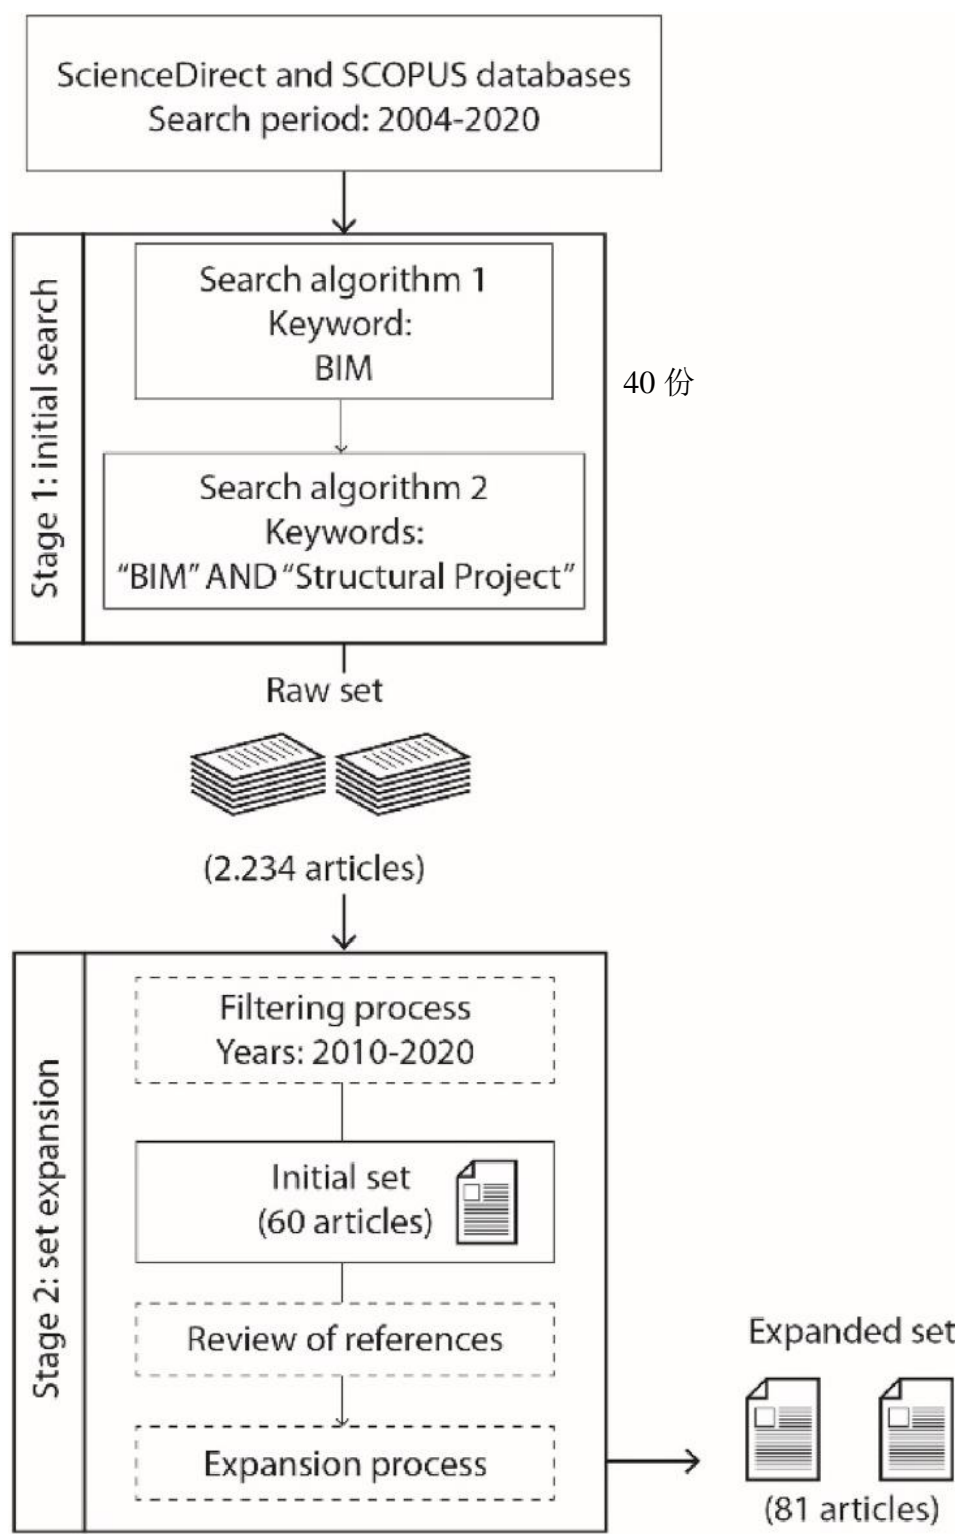 ScienceDirect and SCOPUS databases
Search period: 2004-2020
Stage 1: initial search
Search algorithm 1
Keyword:
BIM
40 份
Search algorithm 2
Keywords:
“BIM” AND “Structural Project”
Raw set
(2.234 articles)
Stage 2: set expansion
Filtering process
Years: 2010-2020
Initial set
(60 articles)
Review of references
Expansion process
Expanded set
(81 articles)